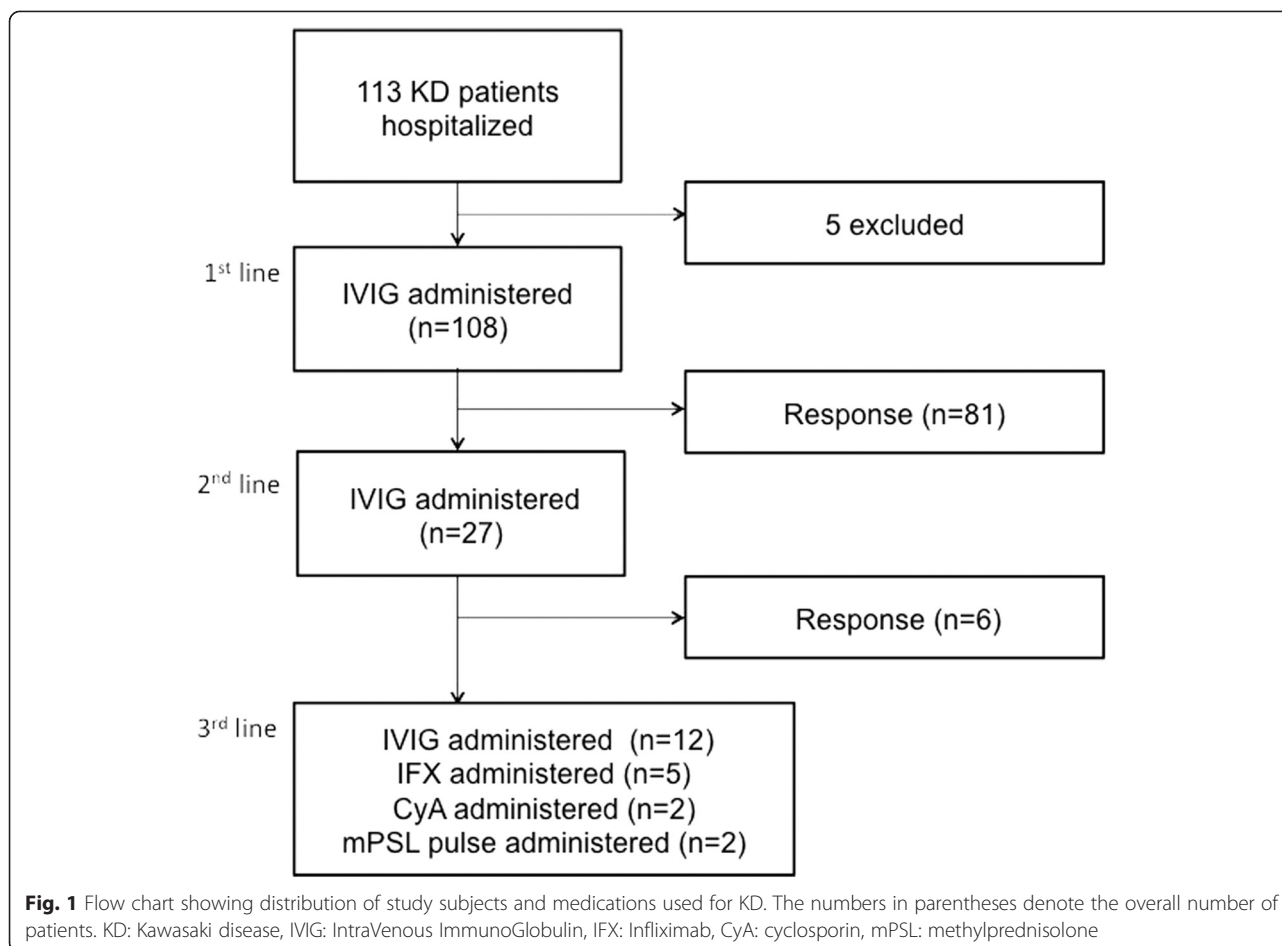 113 KD patients
hospitalized
5 excluded
1st line
IVIG administered
(n=108)
Response (n=81)
2nd line
IVIG administered
(n=27)
Response (n=6)
3rd line
IVIG administered (n=12)
IFX administered (n=5)
CyA administered (n=2)
mPSL pulse administered (n=2)
Fig. 1 Flow chart showing distribution of study subjects and medications used for KD. The numbers in parentheses denote the overall number of
patients. KD: Kawasaki disease, IVIG: IntraVenous ImmunoGlobulin, IFX: Infliximab, CyA: cyclosporin, mPSL: methylprednisolone